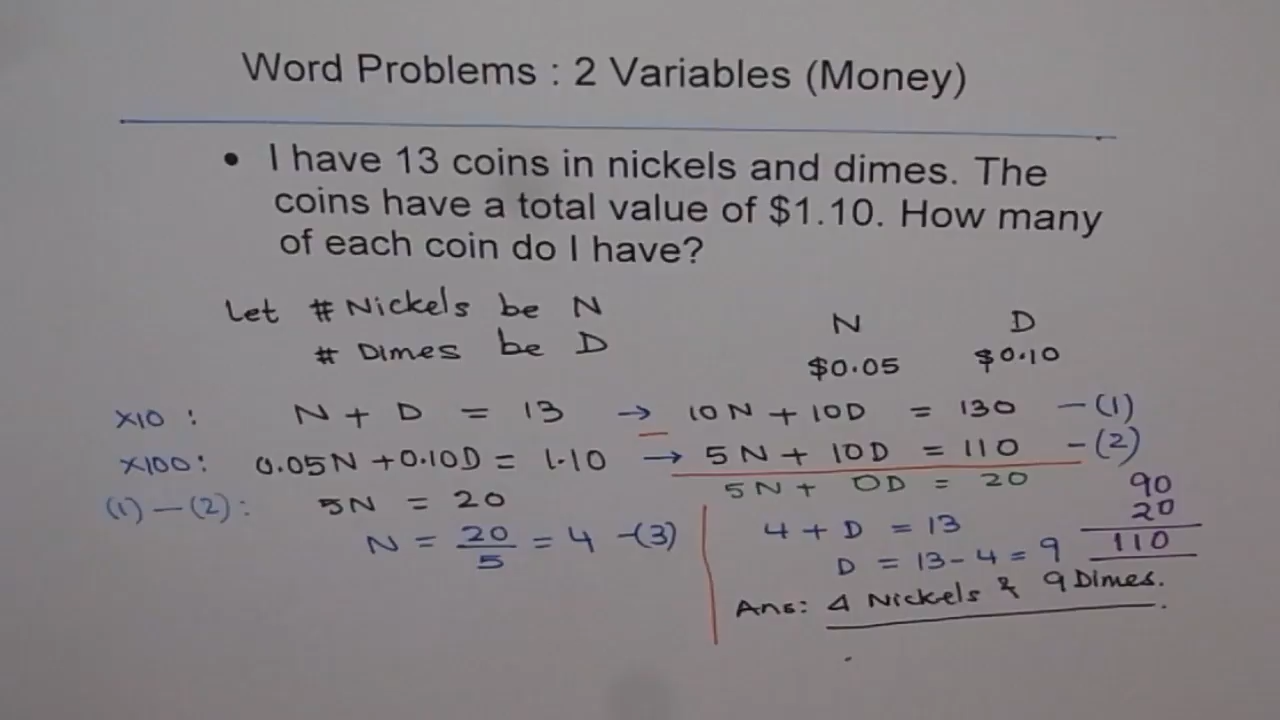 Word Problems : 2 Variables (Money)
• I have 13 coins in nickels and dimes. The
coins have a total value of $1.10. How many
of each coin do I have?
Let # Nickels be N
# Dimes be D
N D
$0.05 $0.10
×10 : N + D = 13 → 10N + 10D = 130 —(1)
×100 : 0.05N + 0.10D = 1.10 → 5N + 10D = 110 —(2)
5N + 0D = 20
(1) — (2) : 5N = 20
N = 20/5 = 4 —(3)
4 + D = 13
D = 13 - 4 = 9
90
20
110
Ans: 4 Nickels & 9 Dimes.